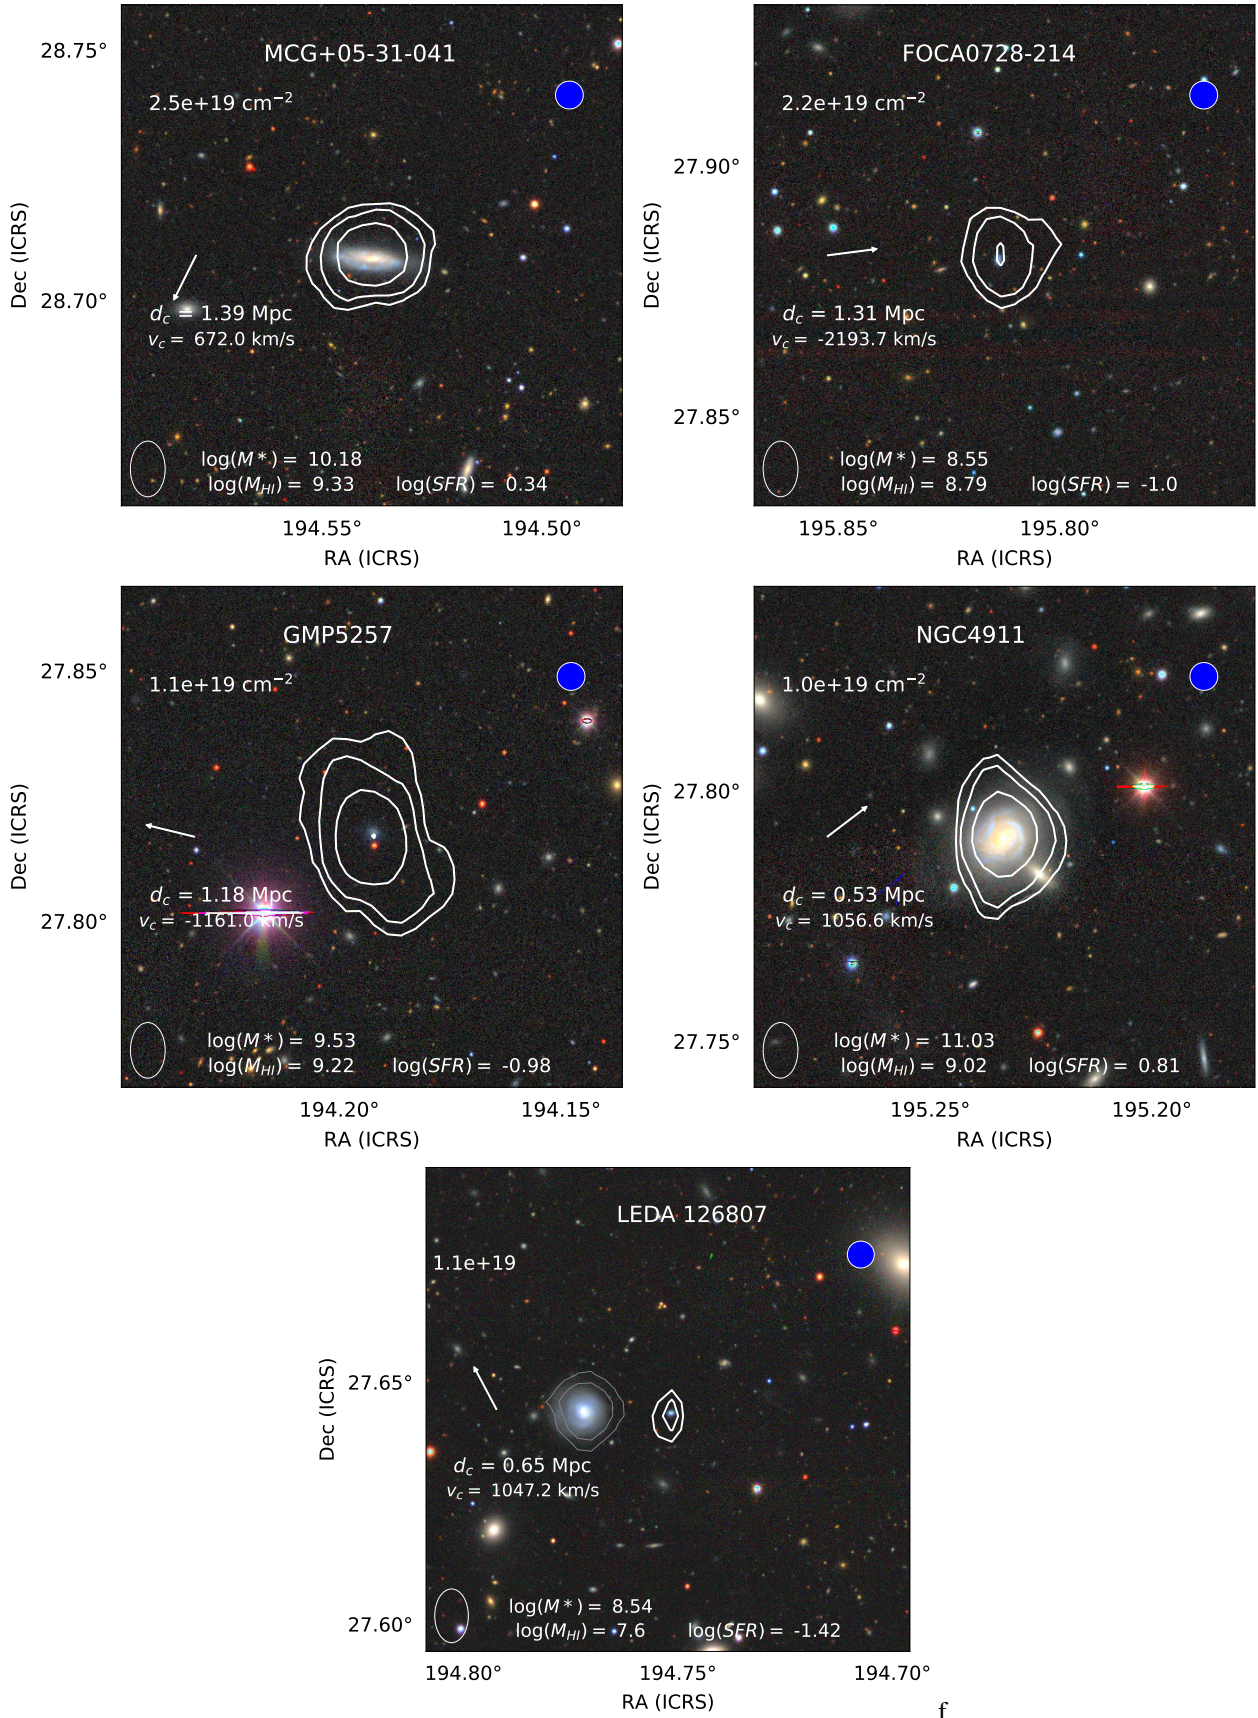 MCG+05-31-041
2.5e+19 cm⁻²
28.75°
28.70°
Dec (ICRS)
d_c = 1.39 Mpc
v_c = 672.0 km/s
log(M*) = 10.18
log(M_HI) = 9.33 log(SFR) = 0.34
194.55° 194.50°
RA (ICRS)
FOCA0728-214
2.2e+19 cm⁻²
27.90°
27.85°
Dec (ICRS)
d_c = 1.31 Mpc
v_c = -2193.7 km/s
log(M*) = 8.55
log(M_HI) = 8.79 log(SFR) = -1.0
195.85° 195.80°
RA (ICRS)
GMP5257
1.1e+19 cm⁻²
27.85°
27.80°
Dec (ICRS)
d_c = 1.18 Mpc
v_c = -1161.0 km/s
log(M*) = 9.53
log(M_HI) = 9.22 log(SFR) = -0.98
194.20° 194.15°
RA (ICRS)
NGC4911
1.0e+19 cm⁻²
27.80°
27.75°
Dec (ICRS)
d_c = 0.53 Mpc
v_c = 1056.6 km/s
log(M*) = 11.03
log(M_HI) = 9.02 log(SFR) = 0.81
195.25° 195.20°
RA (ICRS)
LEDA 126807
1.1e+19
27.65°
27.60°
Dec (ICRS)
d_c = 0.65 Mpc
v_c = 1047.2 km/s
log(M*) = 8.54
log(M_HI) = 7.6 log(SFR) = -1.42
194.80° 194.75° 194.70°
RA (ICRS)
f